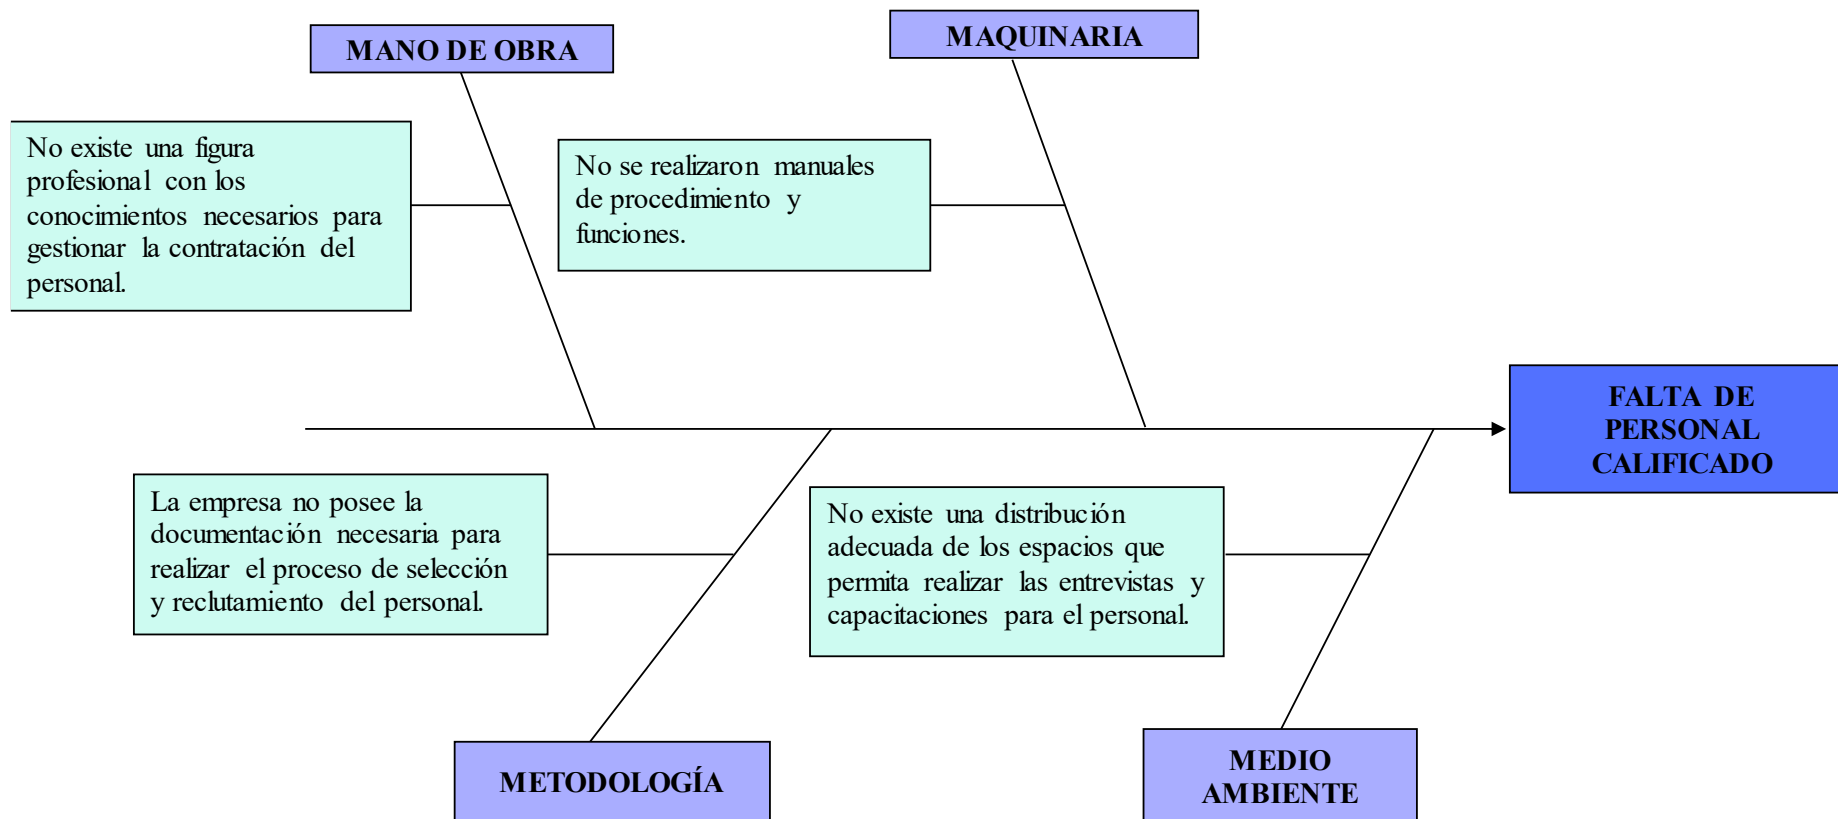 MANO DE OBRA
MAQUINARIA
No existe una figura
profesional con los
conocimientos necesarios para
gestionar la contratación del
personal.
No se realizaron manuales
de procedimiento y
funciones.
FALTA DE
PERSONAL
CALIFICADO
La empresa no posee la
documentación necesaria para
realizar el proceso de selección
y reclutamiento del personal.
No existe una distribución
adecuada de los espacios que
permita realizar las entrevistas y
capacitaciones para el personal.
METODOLOGÍA
MEDIO
AMBIENTE